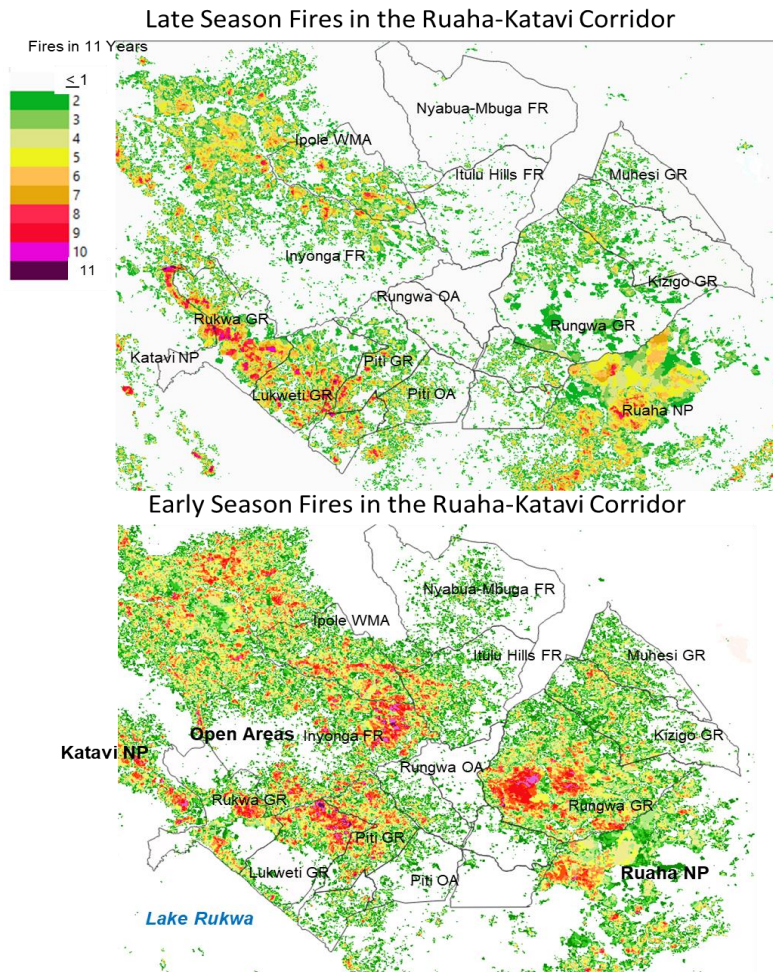 Late Season Fires in the Ruaha-Katavi Corridor
Fires in 11 Years
≤ 1
2
3
4
5
6
7
8
9
10
11
Nyabua-Mbuga FR
Ipole WMA
Itulu Hills FR
Muhesi GR
Inyonga FR
Kizigo GR
Rungwa OA
Rukwa GR
Rungwa GR
Katavi NP
Piti GR
Lukweti GR
Piti OA
Ruaha NP
Early Season Fires in the Ruaha-Katavi Corridor
Nyabua-Mbuga FR
Ipole WMA
Itulu Hills FR
Muhesi GR
Open Areas
Inyonga FR
Kizigo GR
Katavi NP
Rungwa OA
Rukwa GR
Rungwa GR
Piti GR
Lukweti GR
Piti OA
Ruaha NP
Lake Rukwa